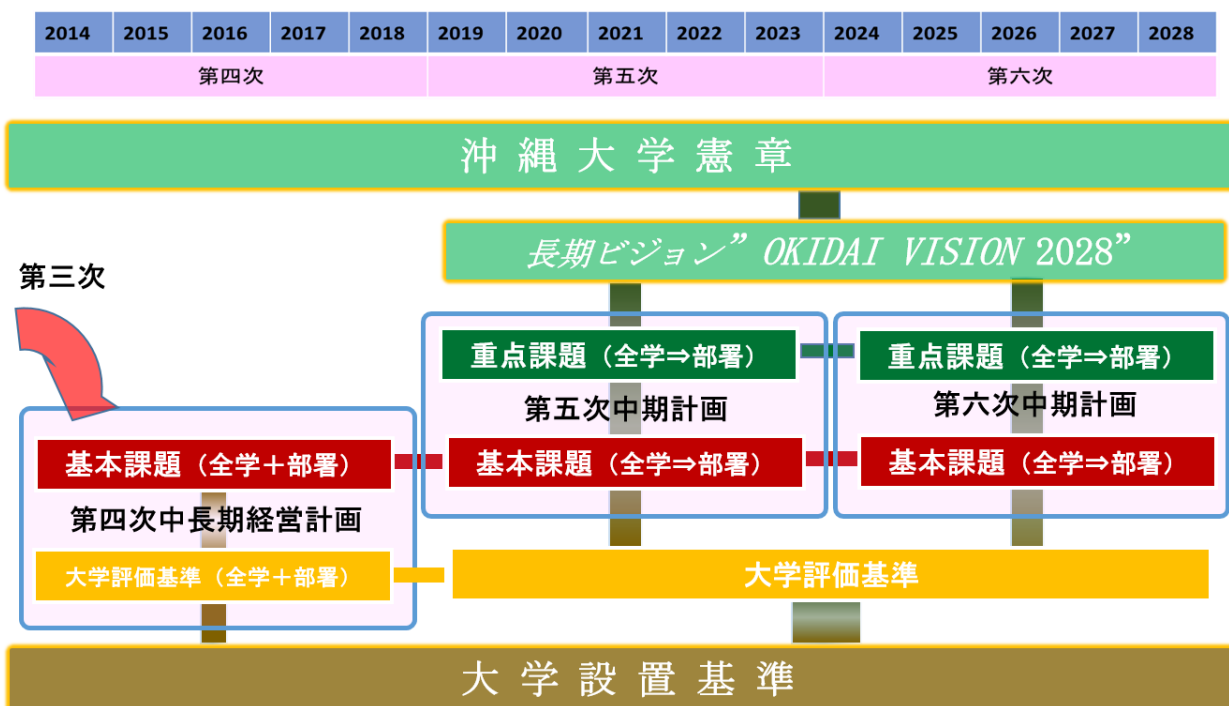 2014 2015 2016 2017 2018 2019 2020 2021 2022 2023 2024 2025 2026 2027 2028
第四次 第五次 第六次
沖縄大学憲章
長期ビジョン”OKIDAI VISION 2028”
第三次
重点課題（全学⇒部署） 重点課題（全学⇒部署）
第五次中期計画 第六次中期計画
基本課題（全学＋部署） 基本課題（全学⇒部署） 基本課題（全学⇒部署）
第四次中長期経営計画
大学評価基準（全学＋部署） 大学評価基準
大学設置基準